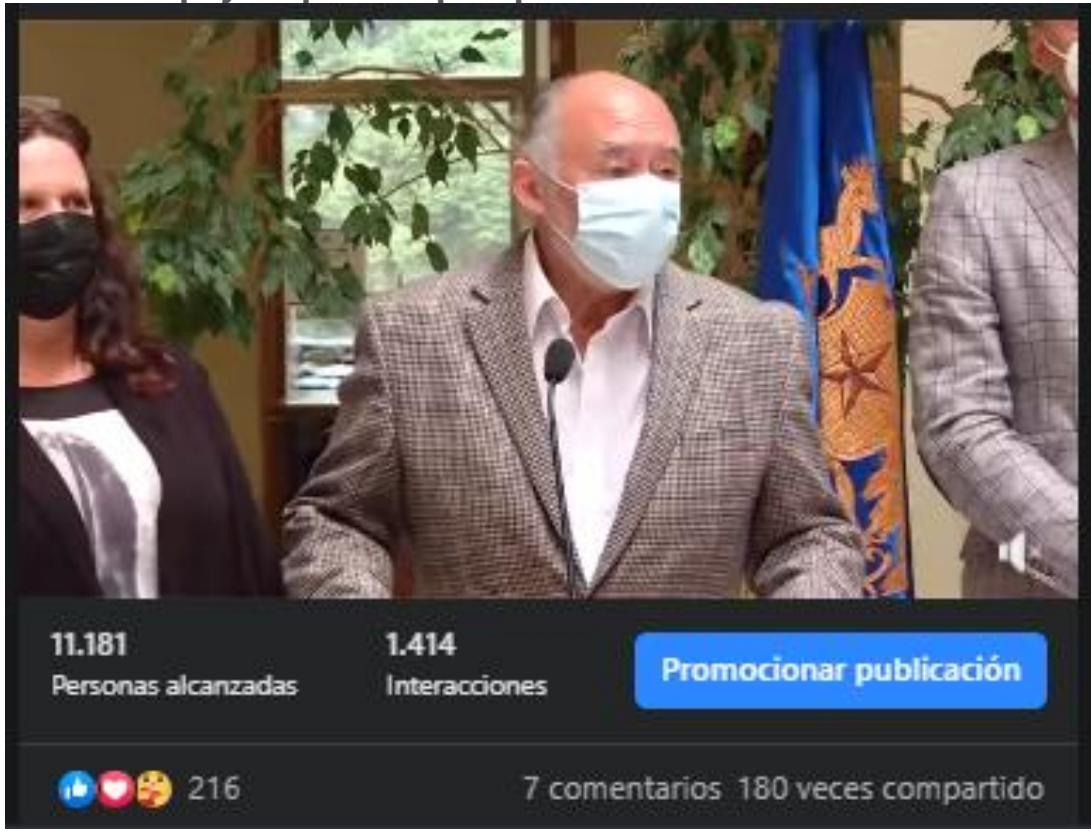 11.181
Personas alcanzadas
1.414
Interacciones
Promocionar publicación
216
7 comentarios 180 veces compartido